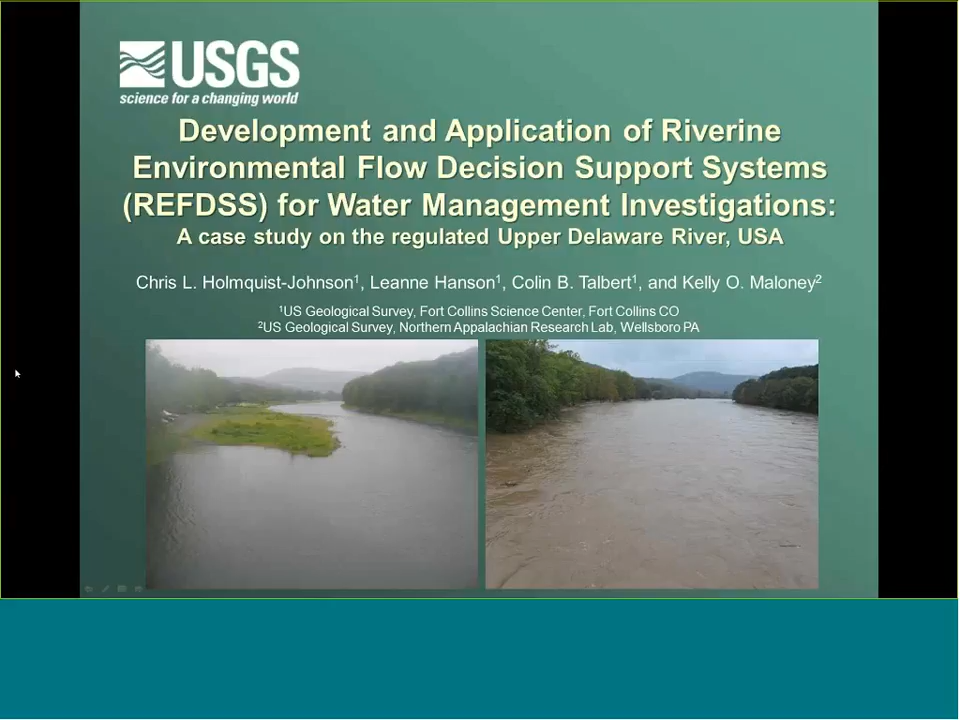 USGS
science for a changing world
Development and Application of Riverine
Environmental Flow Decision Support Systems
(REFDSS) for Water Management Investigations:
A case study on the regulated Upper Delaware River, USA
Chris L. Holmquist-Johnson¹, Leanne Hanson¹, Colin B. Talbert¹, and Kelly O. Maloney²
¹US Geological Survey, Fort Collins Science Center, Fort Collins CO
²US Geological Survey, Northern Appalachian Research Lab, Wellsboro PA